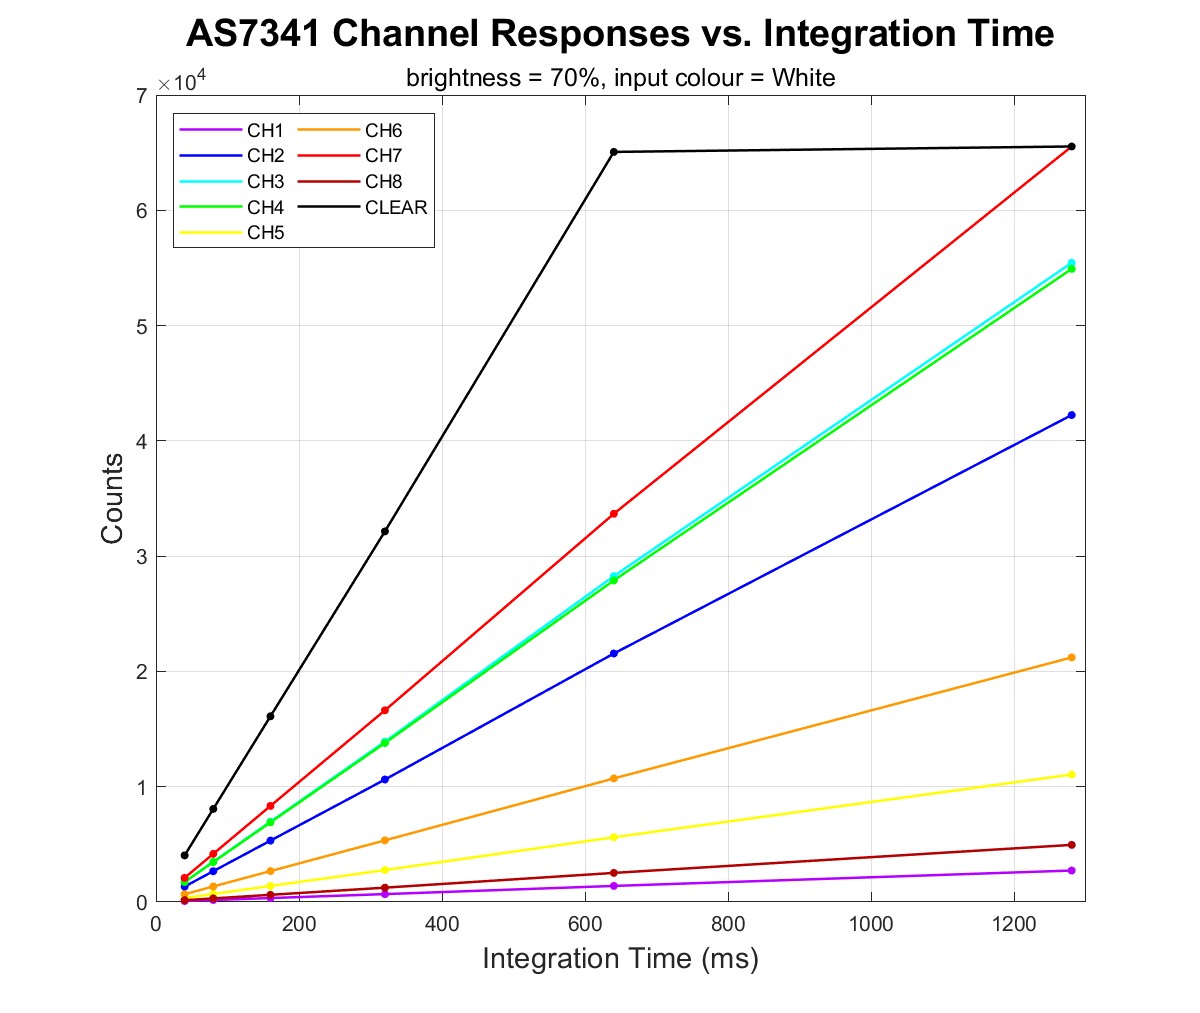 AS7341 Channel Responses vs. Integration Time
brightness = 70%, input colour = White
×10⁴
7
6
5
4
3
2
1
0
Counts
CH1
CH2
CH3
CH4
CH5
CH6
CH7
CH8
CLEAR
0 200 400 600 800 1000 1200
Integration Time (ms)